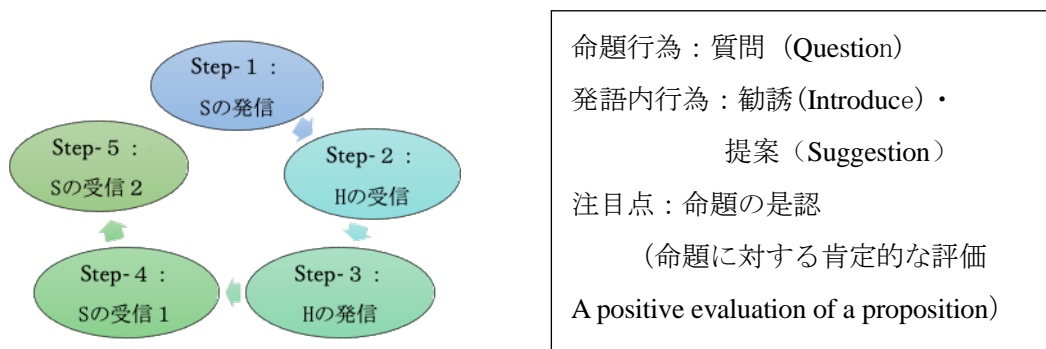 Step-1：
Sの発信
Step-2：
Hの受信
Step-3：
Hの発信
Step-4：
Sの受信１
Step-5：
Sの受信２
命題行為：質問（Question）
発語内行為：勧誘(Introduce)・
提案（Suggestion）
注目点：命題の是認
（命題に対する肯定的な評価
A positive evaluation of a proposition）